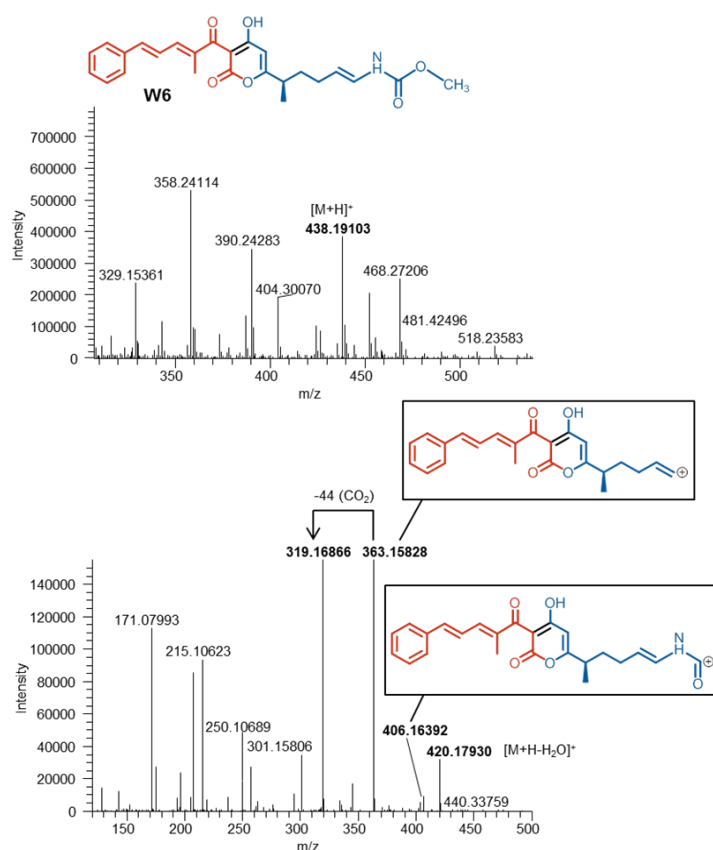 O OH
O O
H
N O CH₃
O
W6
700000
600000
500000
400000
300000
200000
100000
0
Intensity
358.24114
[M+H]⁺
390.24283
438.19103
329.15361
404.30070
468.27206
481.42496
518.23583
350 400 450 500
m/z
O OH
O O
⊕
-44 (CO₂)
319.16866 363.15828
140000
120000
100000
80000
60000
40000
20000
0
Intensity
171.07993
215.10623
250.10689
301.15806
O OH
O O
N
H
O
⊕
406.16392
420.17930 [M+H-H₂O]⁺
440.33759
150 200 250 300 350 400 450 500
m/z